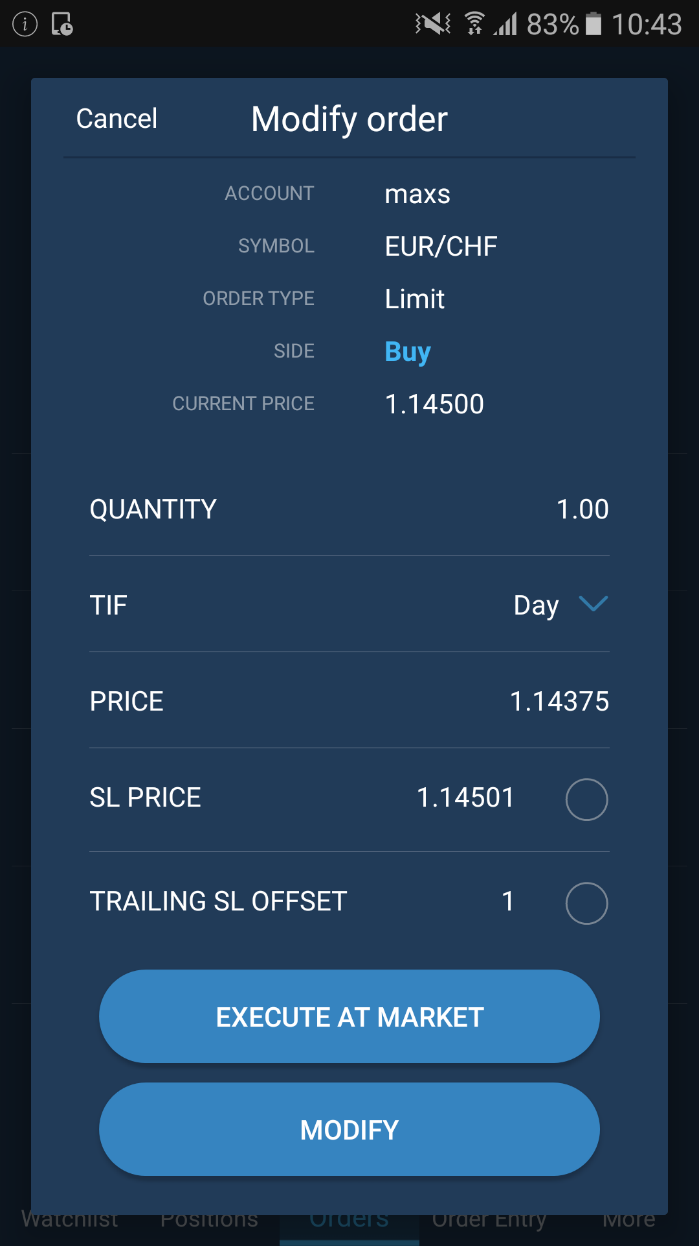 83% 10:43
Cancel Modify order
ACCOUNT maxs
SYMBOL EUR/CHF
ORDER TYPE Limit
SIDE Buy
CURRENT PRICE 1.14500
QUANTITY 1.00
TIF Day
PRICE 1.14375
SL PRICE 1.14501
TRAILING SL OFFSET 1
EXECUTE AT MARKET
MODIFY
Watchlist Positions Orders Order Entry More